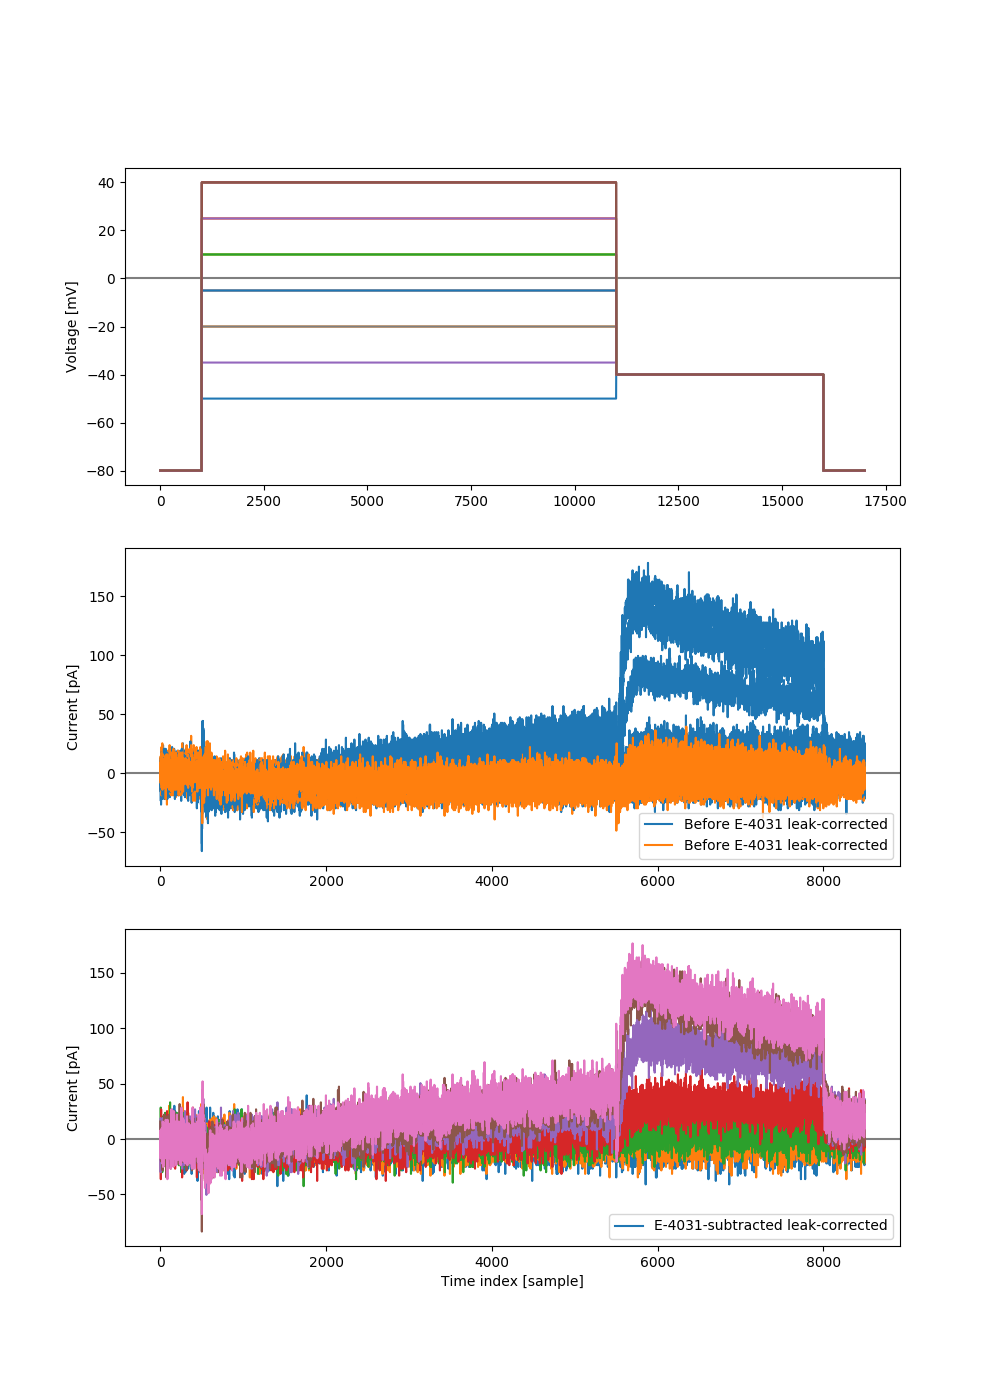 40
20
0
−20
−40
−60
−80
Voltage [mV]
0 2500 5000 7500 10000 12500 15000 17500
150
100
50
0
−50
Current [pA]
Before E-4031 leak-corrected
Before E-4031 leak-corrected
0 2000 4000 6000 8000
150
100
50
0
−50
Current [pA]
E-4031-subtracted leak-corrected
0 2000 4000 6000 8000
Time index [sample]